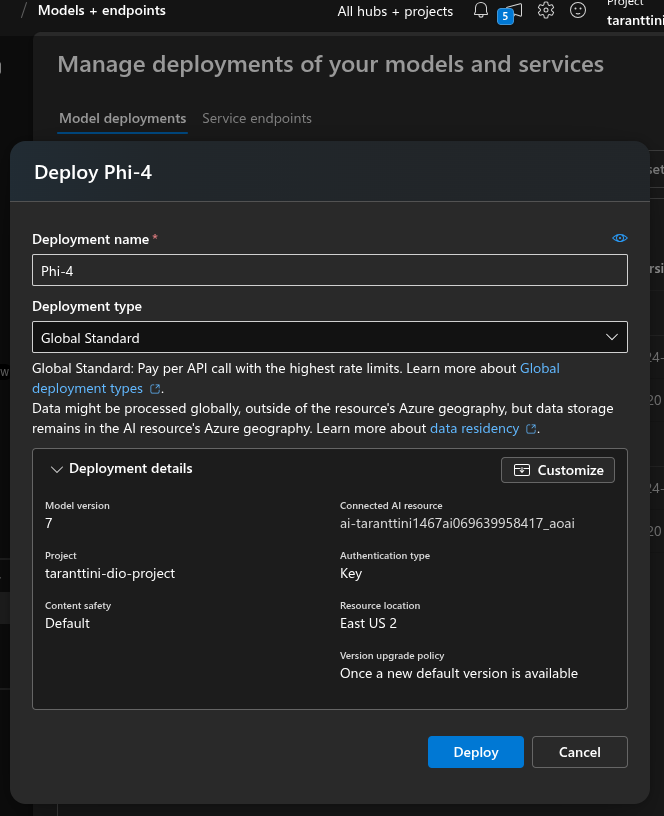 / Models + endpoints
All hubs + projects
5
Project
taranttini
Manage deployments of your models and services
Model deployments
Service endpoints
Deploy Phi-4
Deployment name *
Phi-4
Deployment type
Global Standard
Global Standard: Pay per API call with the highest rate limits. Learn more about Global
deployment types .
Data might be processed globally, outside of the resource's Azure geography, but data storage
remains in the AI resource's Azure geography. Learn more about data residency .
Deployment details
Customize
Model version
7
Connected AI resource
ai-taranttini1467ai069639958417_aoai
Project
taranttini-dio-project
Authentication type
Key
Content safety
Default
Resource location
East US 2
Version upgrade policy
Once a new default version is available
Deploy
Cancel